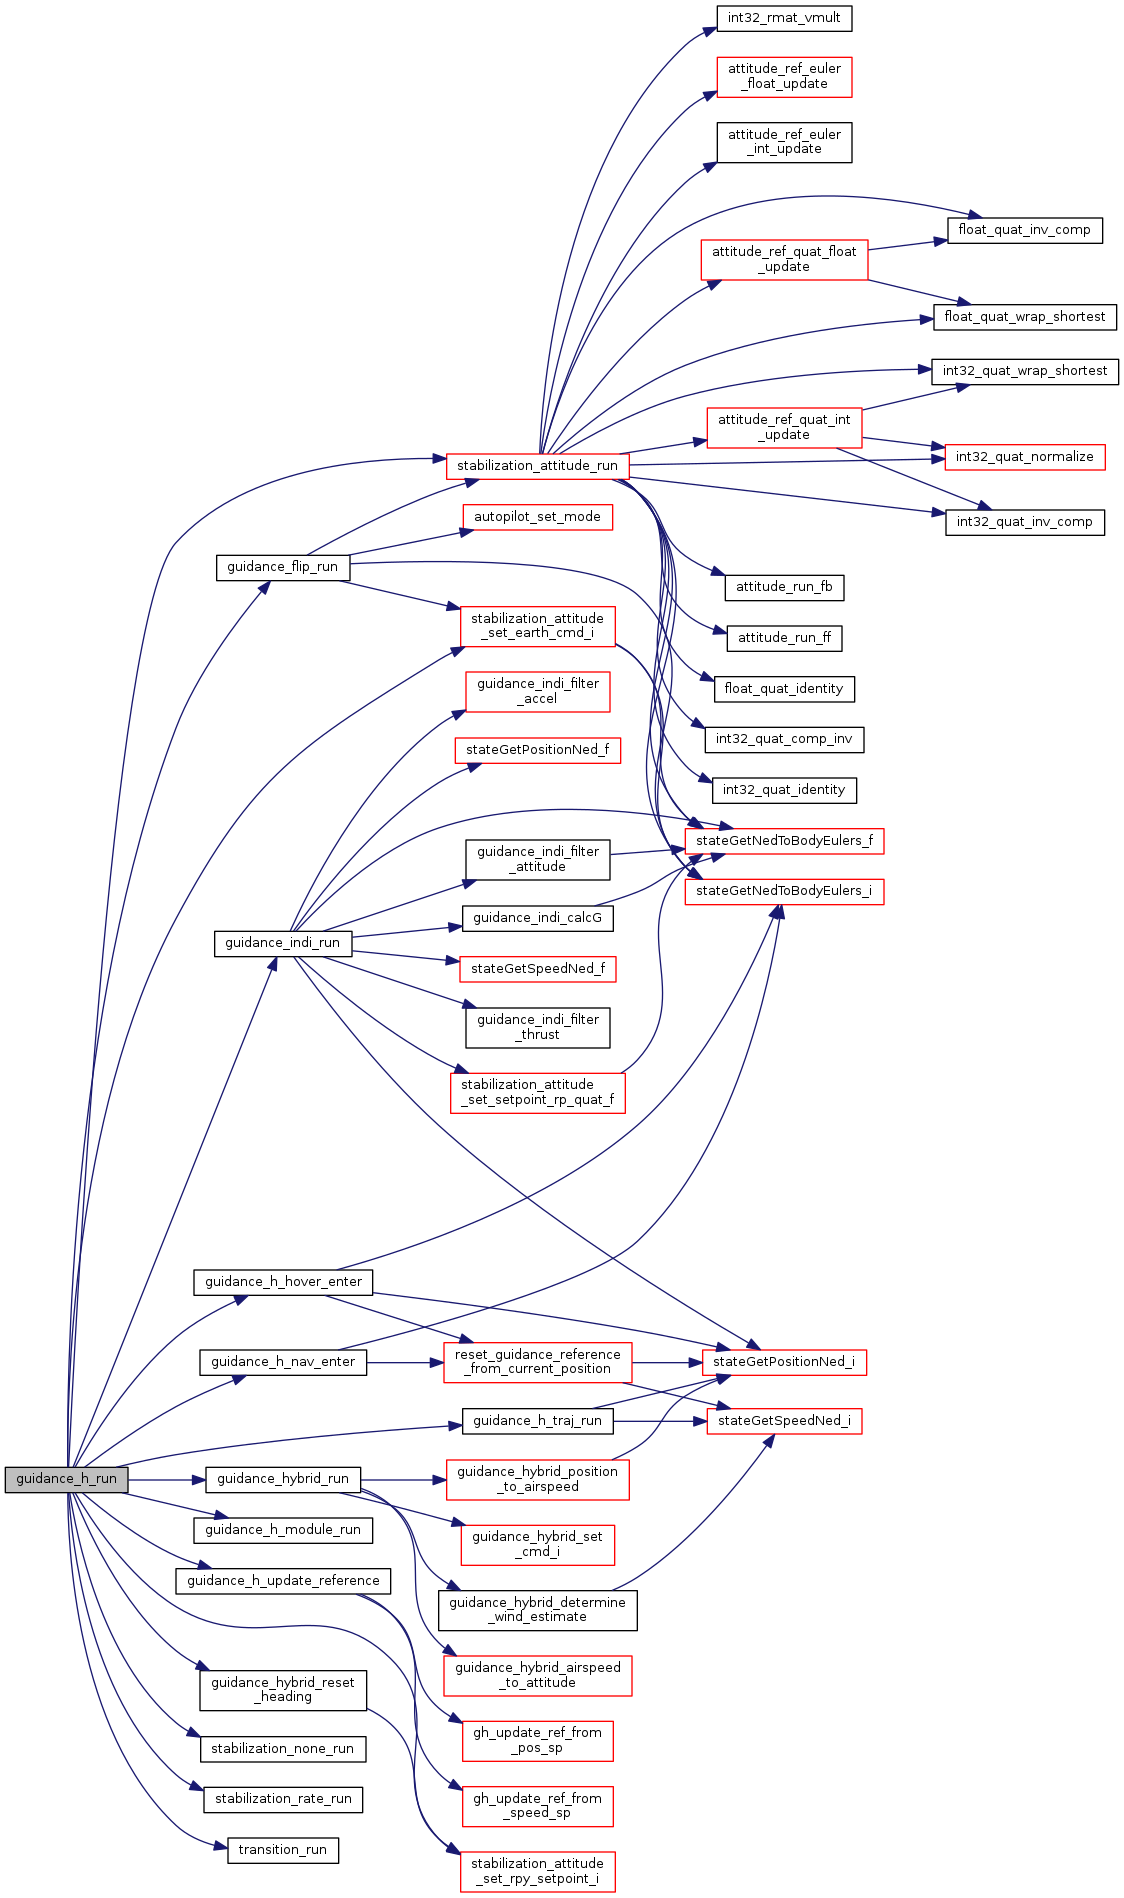 int32_rmat_vmult
attitude_ref_euler
_float_update
attitude_ref_euler
_int_update
float_quat_inv_comp
attitude_ref_quat_float
_update
float_quat_wrap_shortest
int32_quat_wrap_shortest
attitude_ref_quat_int
_update
int32_quat_normalize
stabilization_attitude_run
autopilot_set_mode
int32_quat_inv_comp
guidance_flip_run
attitude_run_fb
stabilization_attitude
_set_earth_cmd_i
attitude_run_ff
guidance_indi_filter
_accel
float_quat_identity
stateGetPositionNed_f
int32_quat_comp_inv
int32_quat_identity
stateGetNedToBodyEulers_f
guidance_indi_filter
_attitude
stateGetNedToBodyEulers_i
guidance_indi_calcG
guidance_indi_run
stateGetSpeedNed_f
guidance_indi_filter
_thrust
stabilization_attitude
_set_setpoint_rp_quat_f
guidance_h_hover_enter
guidance_h_nav_enter
reset_guidance_reference
_from_current_position
stateGetPositionNed_i
guidance_h_traj_run
stateGetSpeedNed_i
guidance_h_run
guidance_hybrid_run
guidance_hybrid_position
_to_airspeed
guidance_h_module_run
guidance_hybrid_set
_cmd_i
guidance_h_update_reference
guidance_hybrid_determine
_wind_estimate
guidance_hybrid_reset
_heading
guidance_hybrid_airspeed
_to_attitude
stabilization_none_run
gh_update_ref_from
_pos_sp
stabilization_rate_run
gh_update_ref_from
_speed_sp
transition_run
stabilization_attitude
_set_rpy_setpoint_i